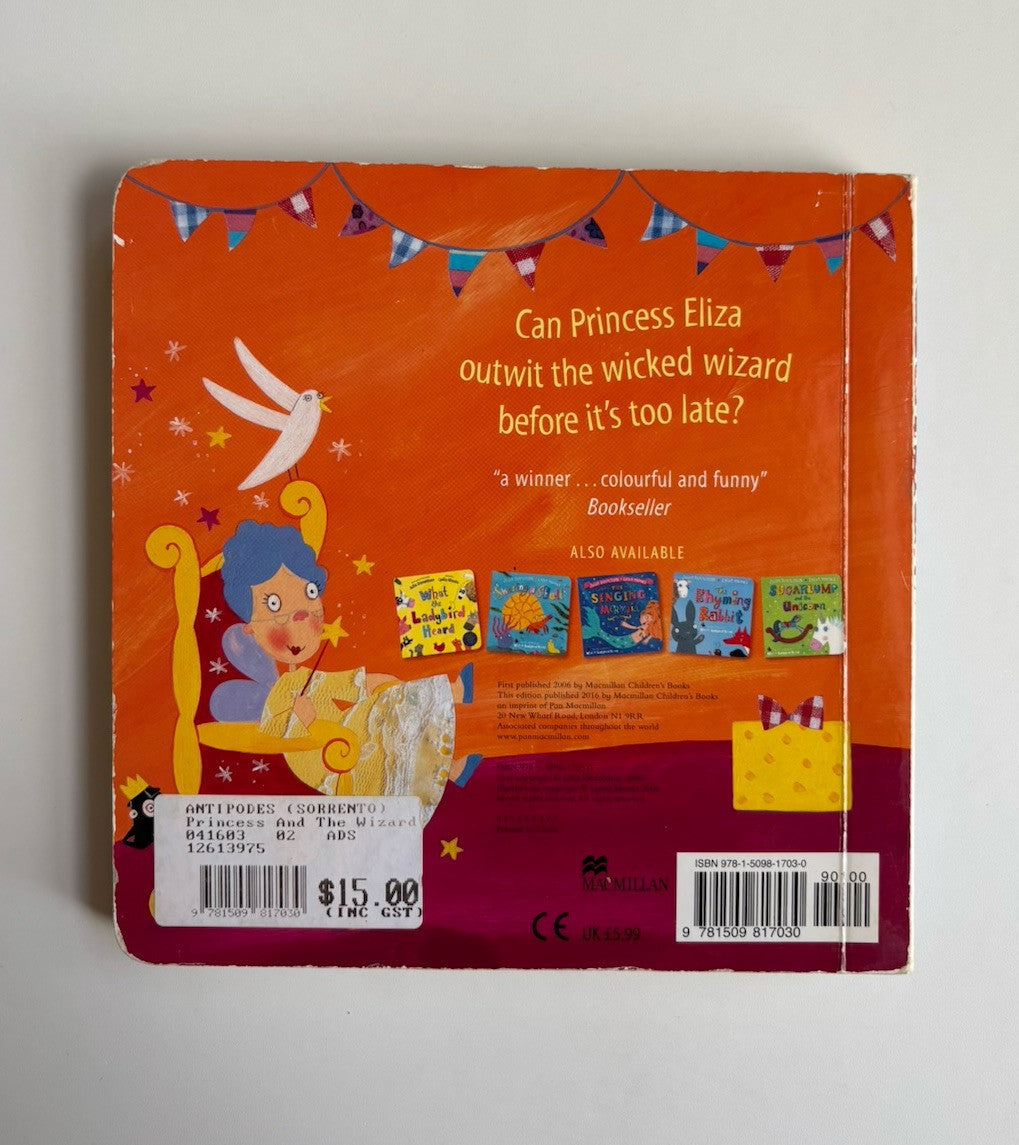 Can Princess Eliza
outwit the wicked wizard
before it's too late?
"a winner ... colourful and funny"
Bookseller
ALSO AVAILABLE
What the Ladybird Heard
THE SINGING MERMAID
The Rhyming Rabbit
SUGARLUMP and the Unicorn
First published 2006 by Macmillan Children's Books
This edition published 2016 by Macmillan Children's Books
an imprint of Pan Macmillan
20 New Wharf Road, London N1 9RR
Associated companies throughout the world
www.panmacmillan.com
ANTIPODES (SORRENTO)
Princess And The Wizard
041603 02 ADS
12613975
$15.00
(INC GST)
9 781509 817030
MACMILLAN
CE UK £5.99
ISBN 978-1-5098-1703-0
90100
9 781509 817030